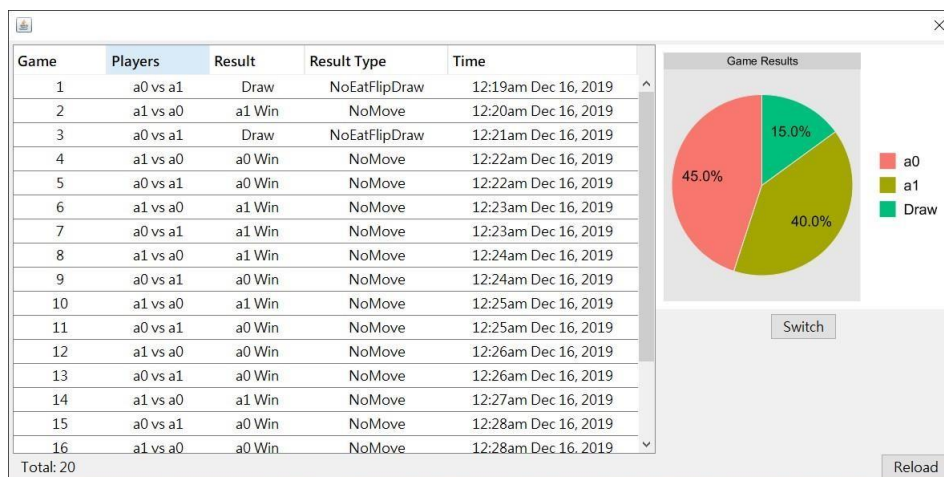 Game Players Result Result Type Time
1 a0 vs a1 Draw NoEatFlipDraw 12:19am Dec 16, 2019
2 a1 vs a0 a1 Win NoMove 12:20am Dec 16, 2019
3 a0 vs a1 Draw NoEatFlipDraw 12:21am Dec 16, 2019
4 a1 vs a0 a0 Win NoMove 12:22am Dec 16, 2019
5 a0 vs a1 a0 Win NoMove 12:22am Dec 16, 2019
6 a1 vs a0 a1 Win NoMove 12:23am Dec 16, 2019
7 a0 vs a1 a1 Win NoMove 12:23am Dec 16, 2019
8 a1 vs a0 a1 Win NoMove 12:24am Dec 16, 2019
9 a0 vs a1 a0 Win NoMove 12:24am Dec 16, 2019
10 a1 vs a0 a1 Win NoMove 12:25am Dec 16, 2019
11 a0 vs a1 a0 Win NoMove 12:25am Dec 16, 2019
12 a1 vs a0 a0 Win NoMove 12:26am Dec 16, 2019
13 a0 vs a1 a0 Win NoMove 12:26am Dec 16, 2019
14 a1 vs a0 a1 Win NoMove 12:27am Dec 16, 2019
15 a0 vs a1 a0 Win NoMove 12:28am Dec 16, 2019
16 a1 vs a0 a0 Win NoMove 12:28am Dec 16, 2019
Total: 20
Game Results
15.0%
45.0%
40.0%
a0
a1
Draw
Switch
Reload